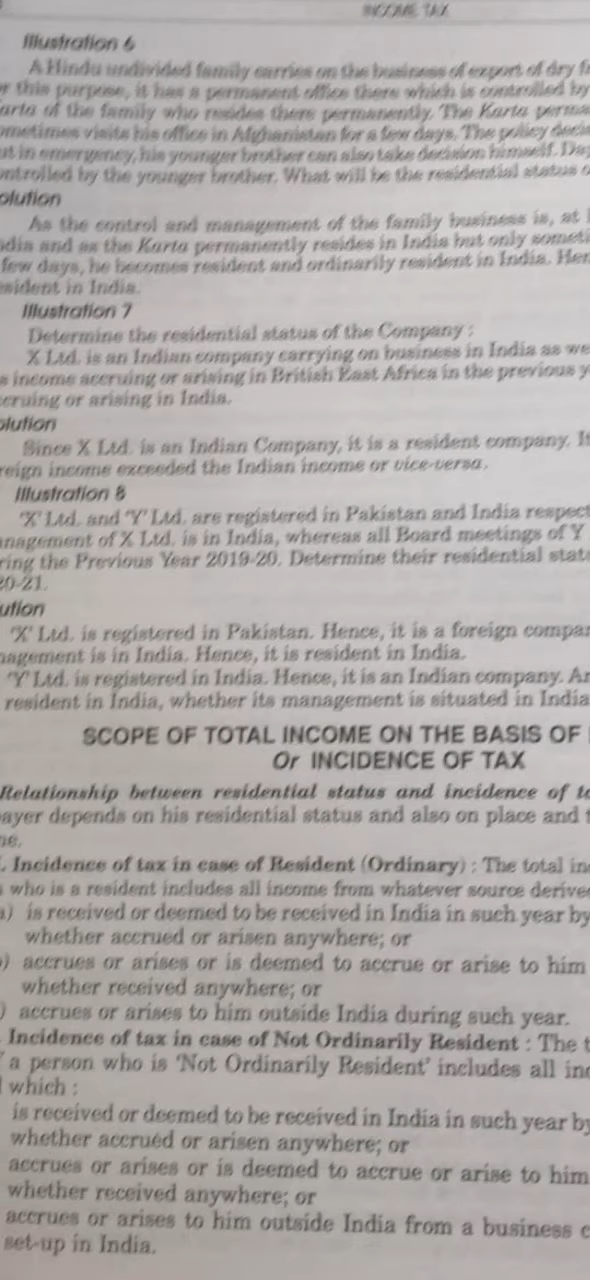 INCOME TAX
Illustration 6
A Hindu undivided family carries on the business of export of dry
this purpose, it has a permanent office there which is controlled by
of the family who resides there permanently. The Karta
visits his office in Afghanistan for a few days. The policy
in emergency, his younger brother can also take decision himself.
by the younger brother. What will be the residential status
olution
As the control and management of the family business is, at
dia and as the Karta permanently resides in India but only someti
few days, he becomes resident and ordinarily resident in India. Hen
sident in India.
Illustration 7
Determine the residential status of the Company :
X Ltd. is an Indian company carrying on business in India as we
income accruing or arising in British East Africa in the previous y
cruing or arising in India.
olution
Since X Ltd. is an Indian Company, it is a resident company. It
reign income exceeded the Indian income or vice-versa.
Illustration 8
'X' Ltd. and 'Y' Ltd. are registered in Pakistan and India respect
nagement of X Ltd. is in India, whereas all Board meetings of Y
ring the Previous Year 2019-20. Determine their residential stat
20-21.
ution
'X' Ltd. is registered in Pakistan. Hence, it is a foreign compan
nagement is in India. Hence, it is resident in India.
'Y' Ltd. is registered in India. Hence, it is an Indian company. An
resident in India, whether its management is situated in India
SCOPE OF TOTAL INCOME ON THE BASIS OF
Or INCIDENCE OF TAX
Relationship between residential status and incidence of ta
ayer depends on his residential status and also on place and t
me.
. Incidence of tax in case of Resident (Ordinary) : The total in
who is a resident includes all income from whatever source derive
a) is received or deemed to be received in India in such year by
whether accrued or arisen anywhere; or
) accrues or arises or is deemed to accrue or arise to him
whether received anywhere; or
) accrues or arises to him outside India during such year.
Incidence of tax in case of Not Ordinarily Resident : The t
a person who is 'Not Ordinarily Resident' includes all inc
which :
is received or deemed to be received in India in such year by
whether accrued or arisen anywhere; or
accrues or arises or is deemed to accrue or arise to him
whether received anywhere; or
accrues or arises to him outside India from a business c
set-up in India.